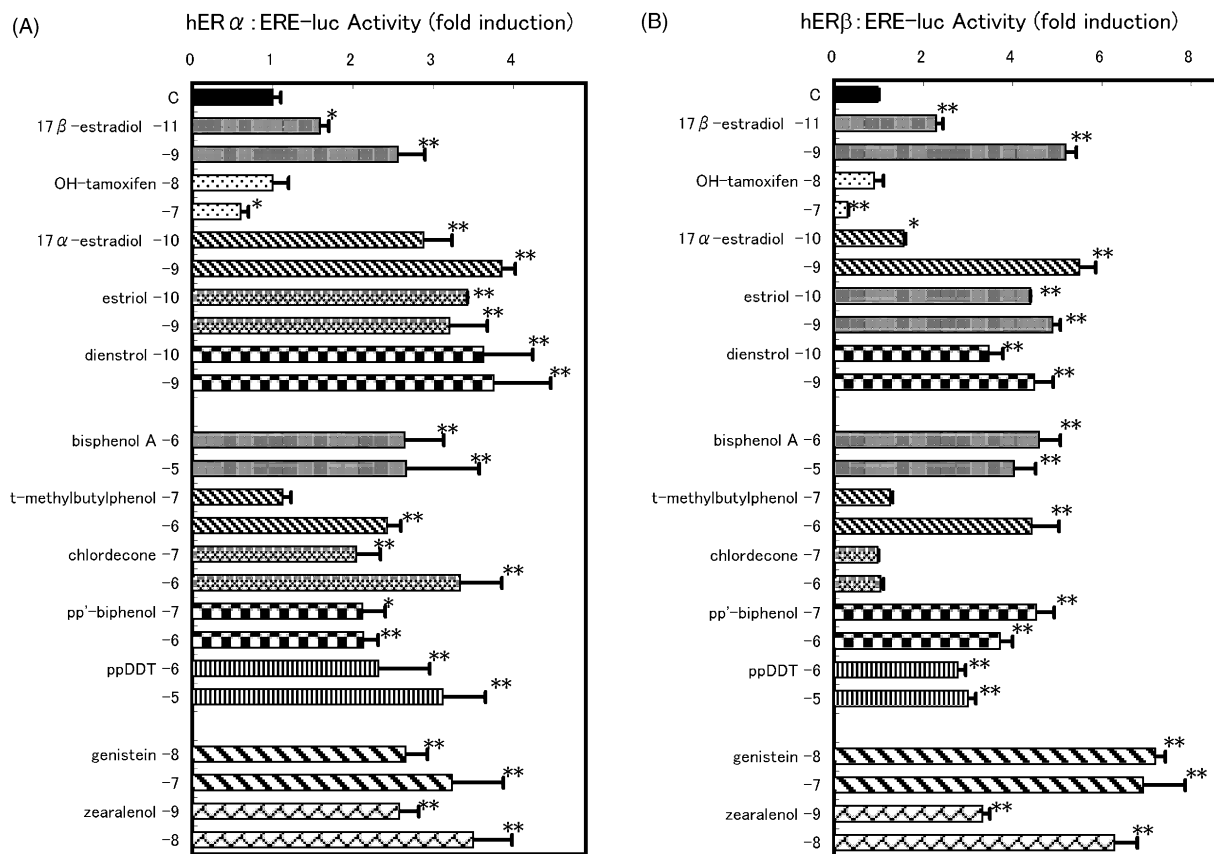 (A) hERα:ERE-luc Activity (fold induction)
0 1 2 3 4
C
17β-estradiol -11 *
-9 **
OH-tamoxifen -8
-7 *
17α-estradiol -10 **
-9 **
estriol -10 **
-9 **
dienstrol -10 **
-9 **
bisphenol A -6 **
-5 **
t-methylbutylphenol -7
-6 **
chlordecone -7 **
-6 **
pp'-biphenol -7 *
-6 **
ppDDT -6 **
-5 **
genistein -8 **
-7 **
zearalenol -9 **
-8 **
(B) hERβ:ERE-luc Activity (fold induction)
0 2 4 6 8
C
17β-estradiol -11 **
-9 **
OH-tamoxifen -8
-7 **
17α-estradiol -10 *
-9 **
estriol -10 **
-9 **
dienstrol -10 **
-9 **
bisphenol A -6 **
-5 **
t-methylbutylphenol -7
-6 **
chlordecone -7
-6
pp'-biphenol -7 **
-6 **
ppDDT -6 **
-5 **
genistein -8 **
-7 **
zearalenol -9 **
-8 **